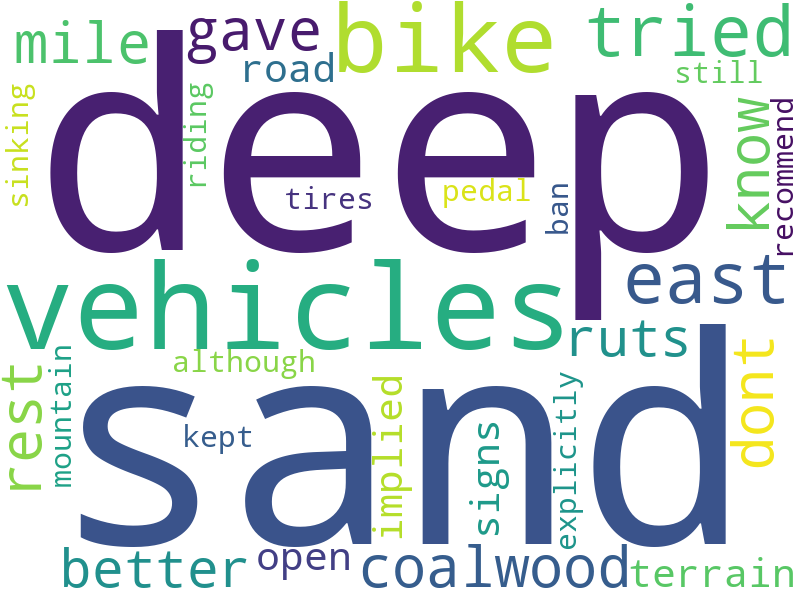 mile
gave
bike
tried
road
still
deep
sinking
riding
tires
pedal
ban
know
recommend
vehicles
east
ruts
rest
mountain
although
sand
kept
implied
signs
explicitly
dont
better
open
coalwood
terrain